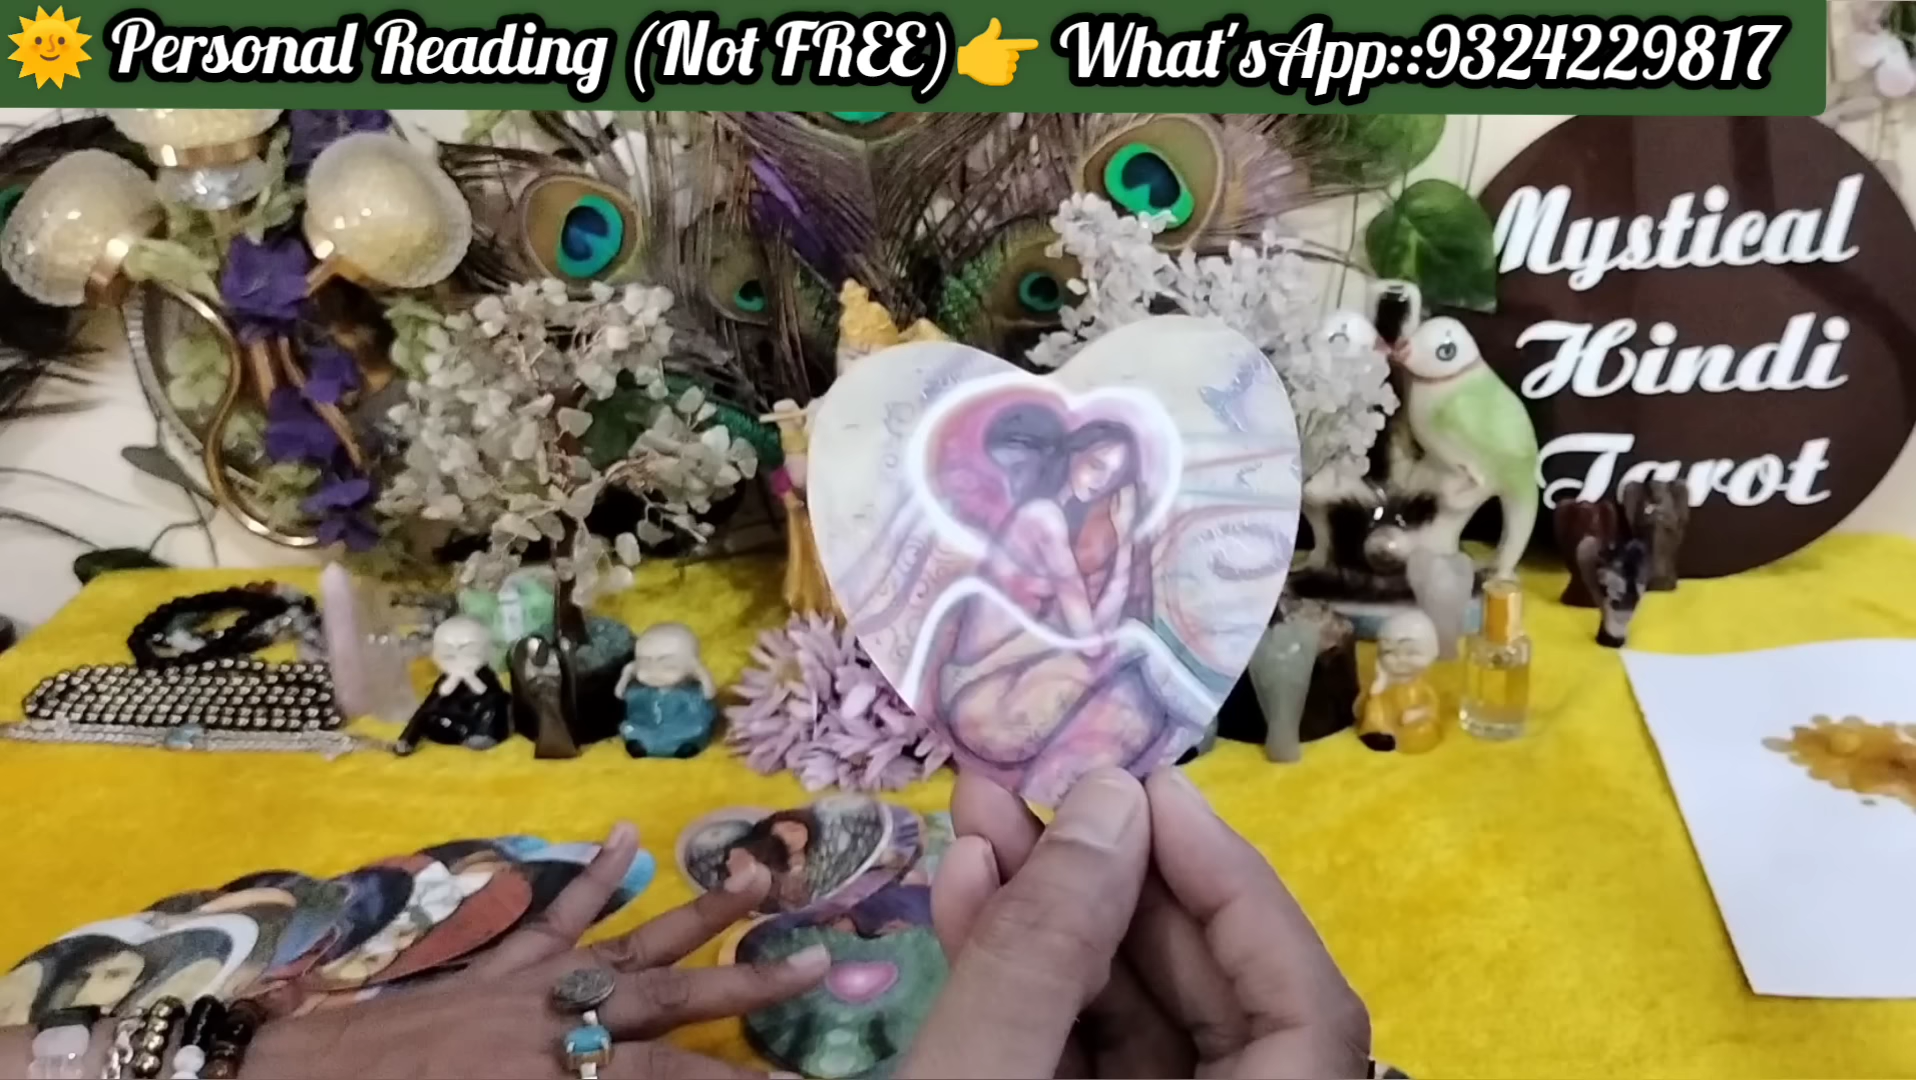 Personal Reading (Not FREE)👉 What'sApp::9324229817
Mystical
Hindi
Tarot